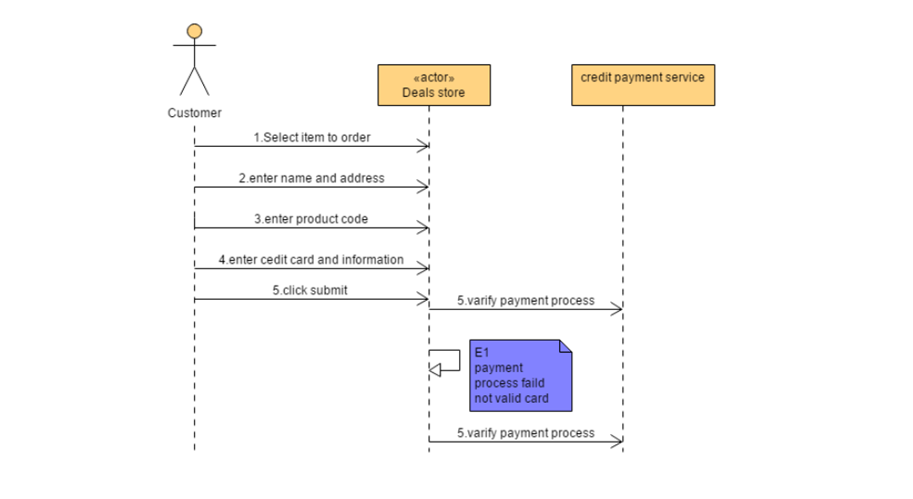 «actor»
Deals store
credit payment service
Customer
1.Select item to order
2.enter name and address
3.enter product code
4.enter cedit card and information
5.click submit
5.varify payment process
E1
payment
process faild
not valid card
5.varify payment process